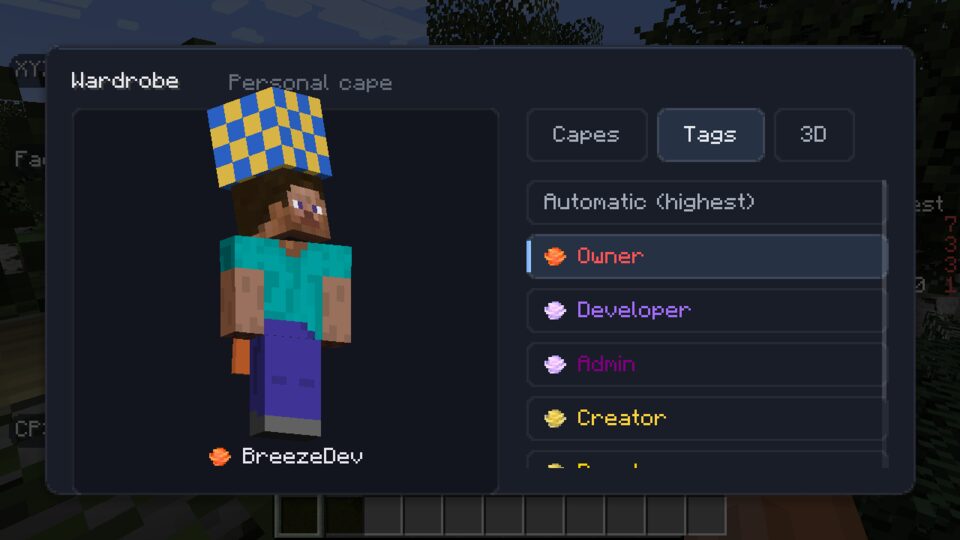 Wardrobe
Personal cape
Capes
Tags
3D
Automatic (highest)
Owner
Developer
Admin
Creator
BreezeDev